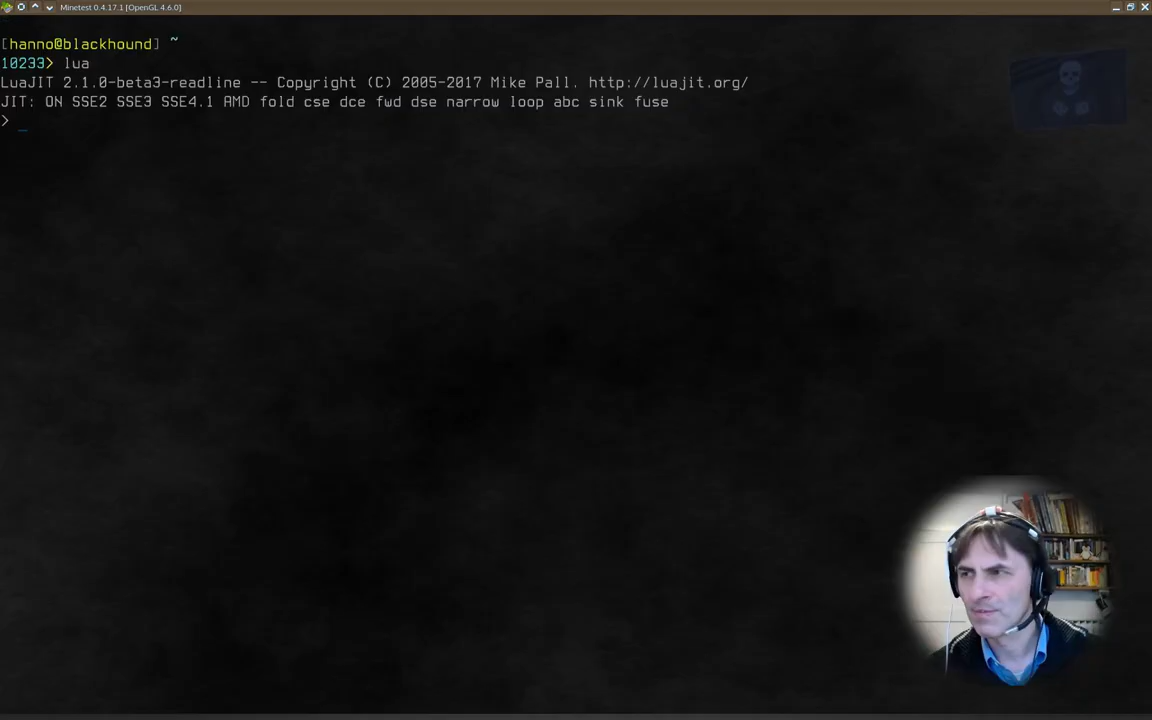 Minetest 0.4.17.1 [OpenGL 4.6.0]
[hanno@blackhound] ~
10233> lua
LuaJIT 2.1.0-beta3-readline -- Copyright (C) 2005-2017 Mike Pall. http://luajit.org/
JIT: ON SSE2 SSE3 SSE4.1 AMD fold cse dce fwd dse narrow loop abc sink fuse
> _